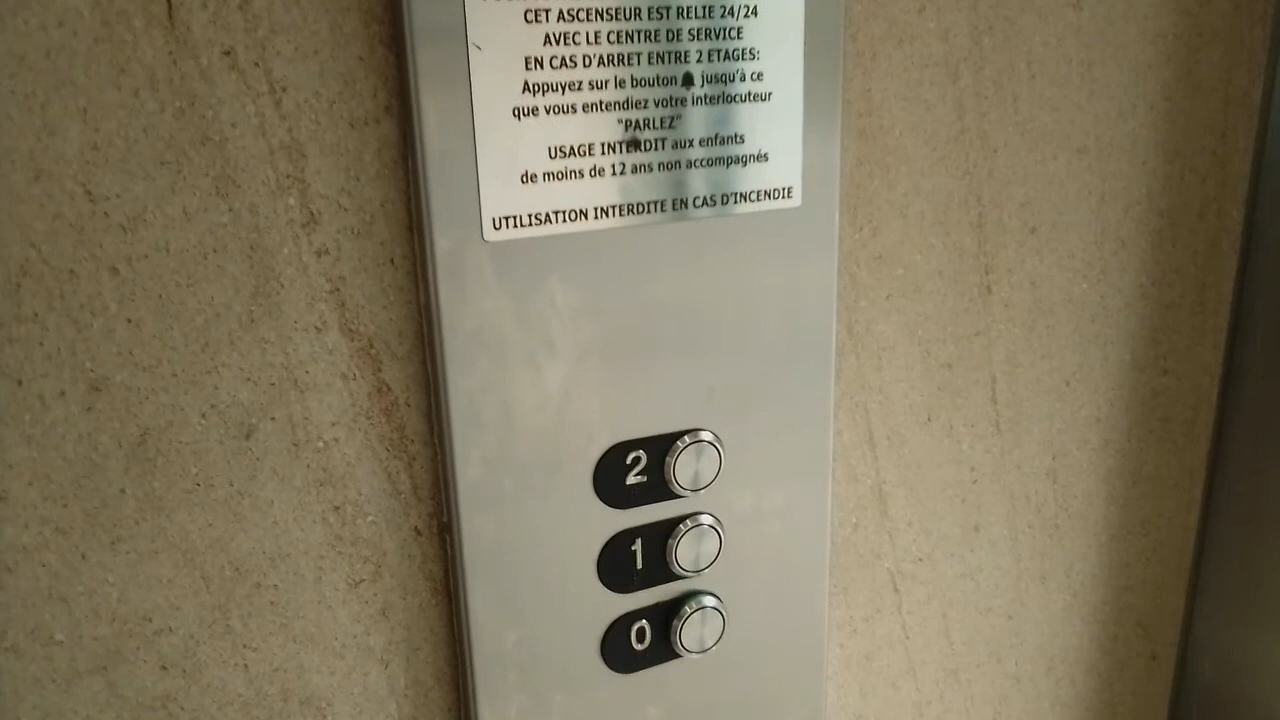 CET ASCENSEUR EST RELIE 24/24
AVEC LE CENTRE DE SERVICE
EN CAS D'ARRET ENTRE 2 ETAGES:
Appuyez sur le bouton jusqu'à ce
que vous entendiez votre interlocuteur
"PARLEZ"
USAGE INTERDIT aux enfants
de moins de 12 ans non accompagnés
UTILISATION INTERDITE EN CAS D'INCENDIE
2
1
0